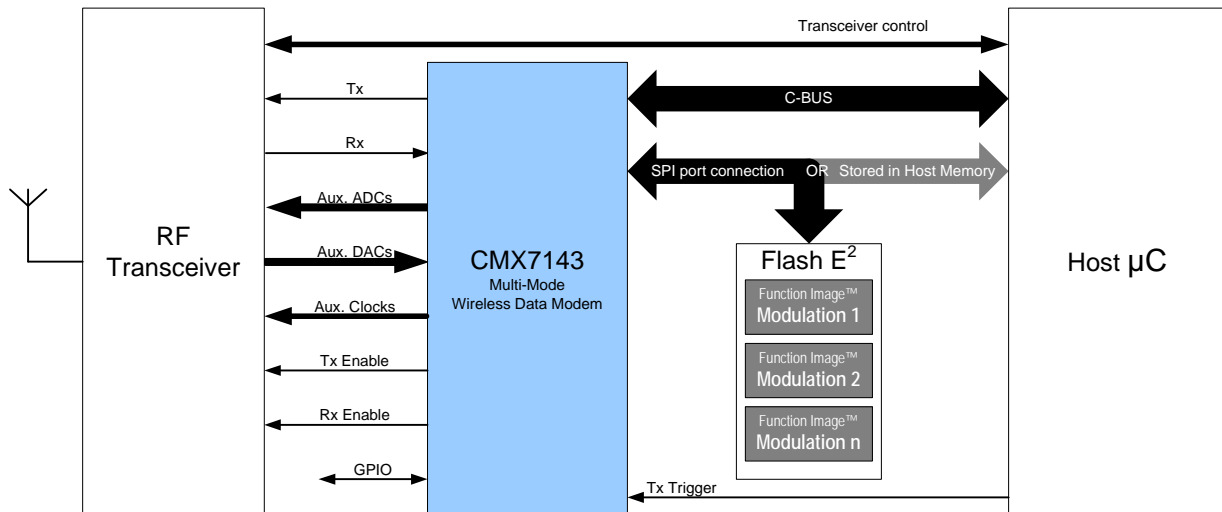 Transceiver control
Tx
C-BUS
Rx
SPI port connection OR Stored in Host Memory
Aux. ADCs
RF
Transceiver
Aux. DACs
CMX7143
Multi-Mode
Wireless Data Modem
Flash E²
Host µC
Function Image™
Modulation 1
Aux. Clocks
Function Image™
Modulation 2
Tx Enable
Function Image™
Modulation n
Rx Enable
GPIO
Tx Trigger